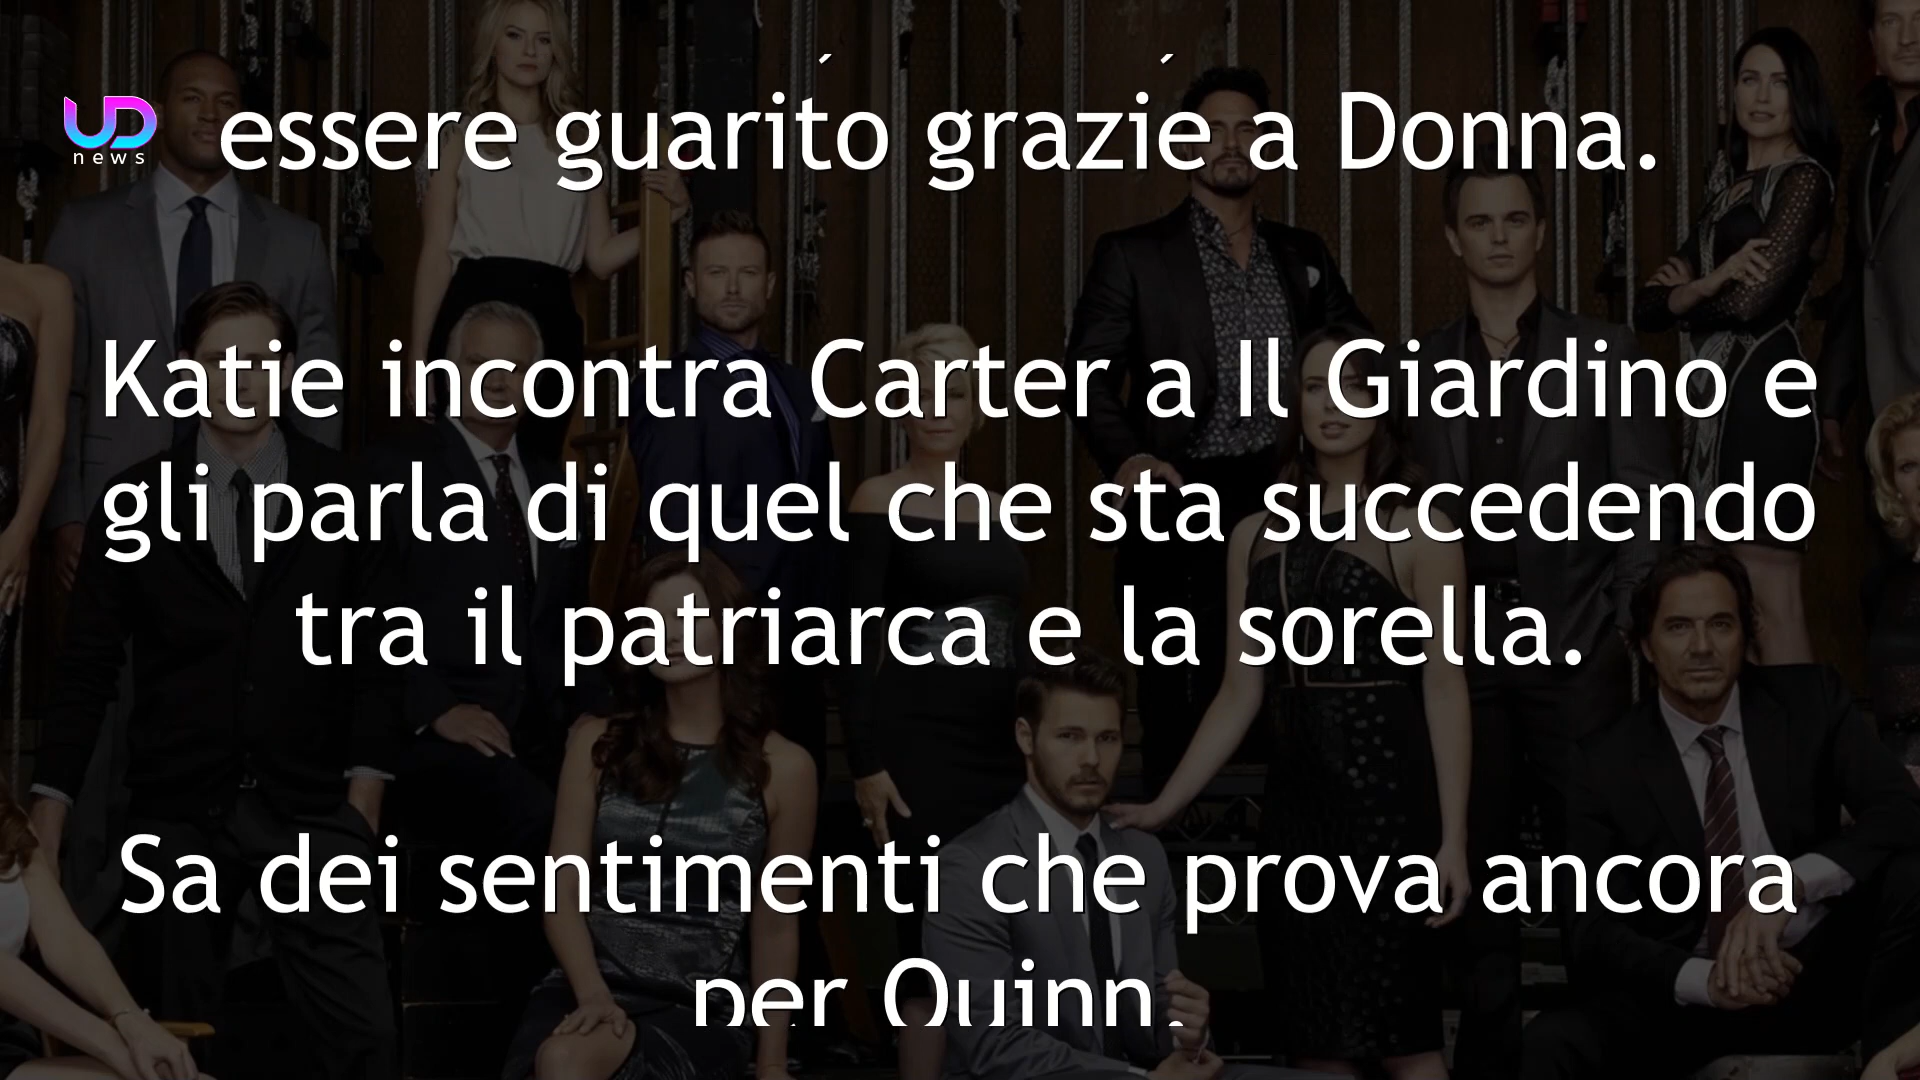 UD
news
essere guarito grazie a Donna.
Katie incontra Carter a Il Giardino e
gli parla di quel che sta succedendo
tra il patriarca e la sorella.
Sa dei sentimenti che prova ancora
per Quinn.